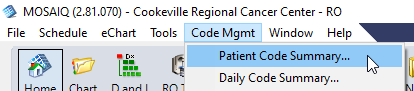 MOSAIQ (2.81.070) - Cookeville Regional Cancer Center - RO
File Schedule eChart Tools Code Mgmt Window Help
Patient Code Summary...
Daily Code Summary...
Home Chart D and L RO